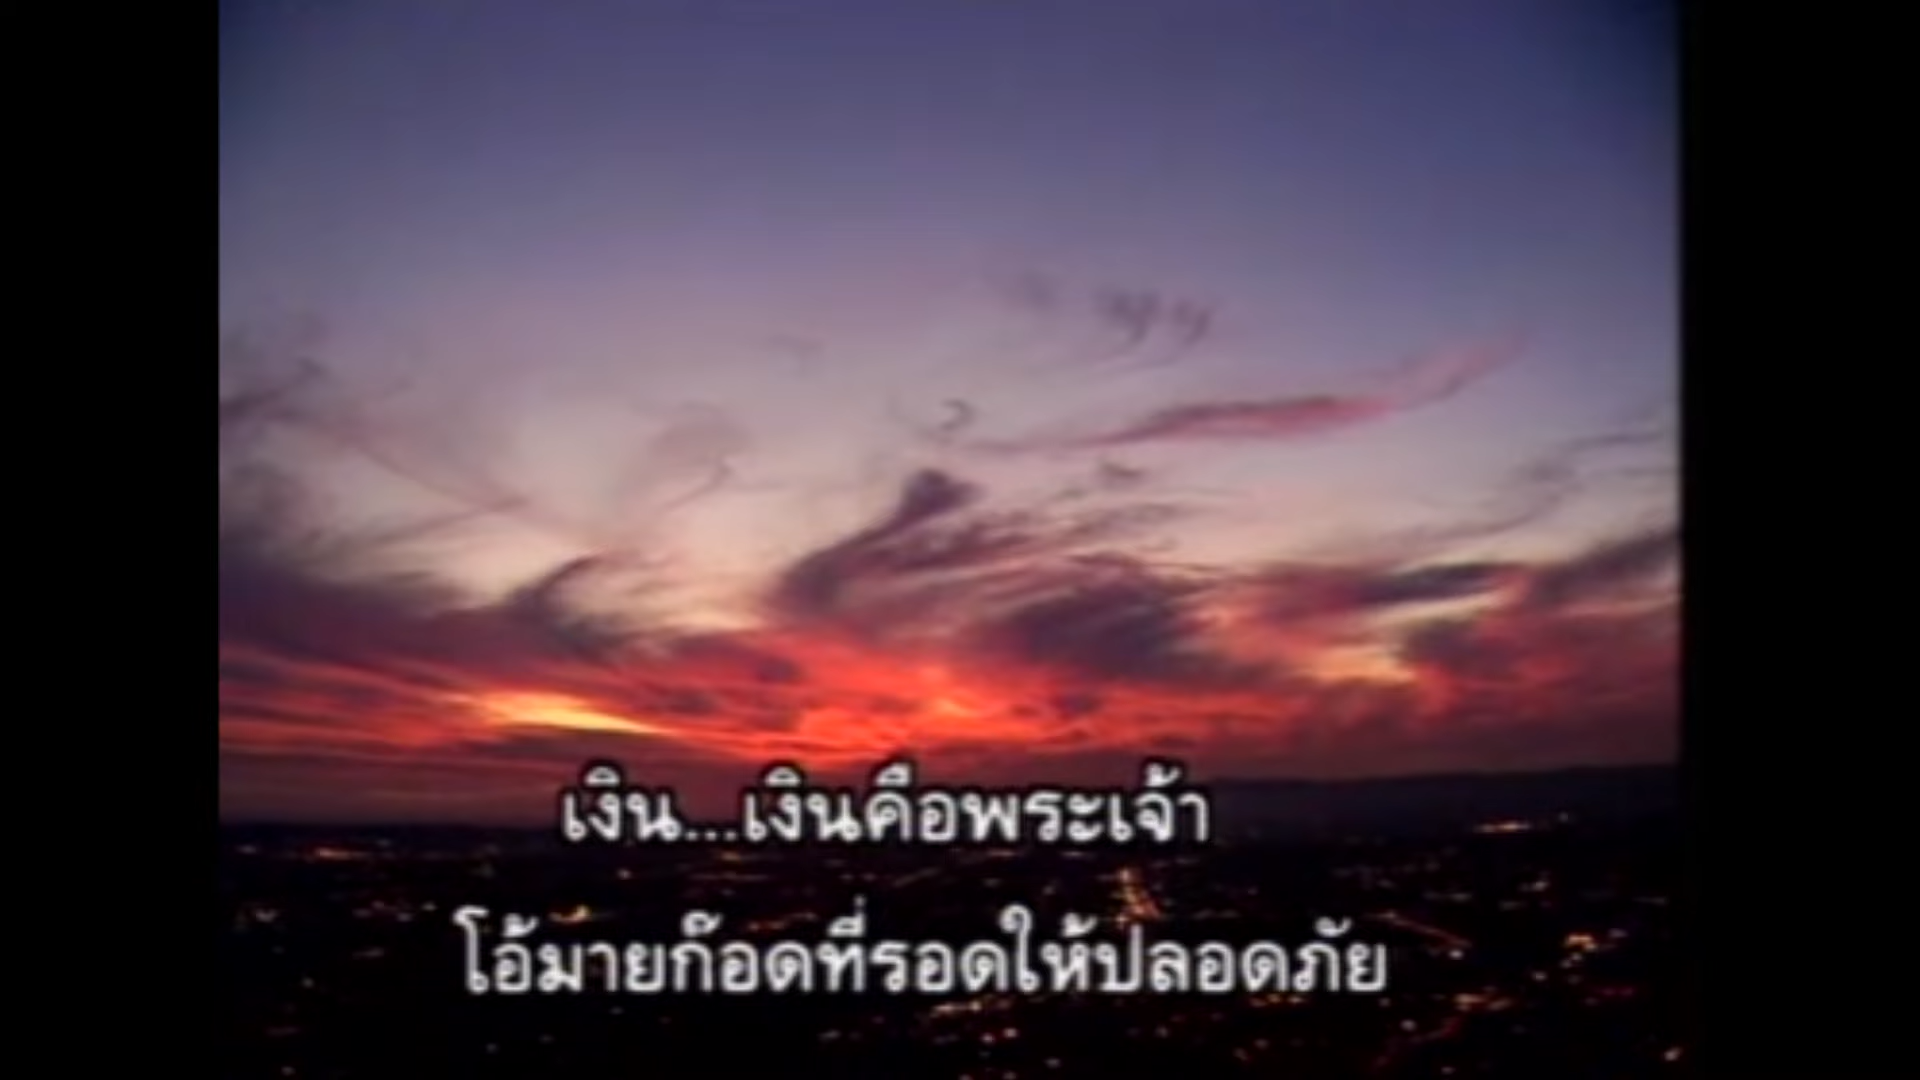 เงิน...เงินคือพระเจ้า
โอ้มายก๊อดที่รอดให้ปลอดภัย